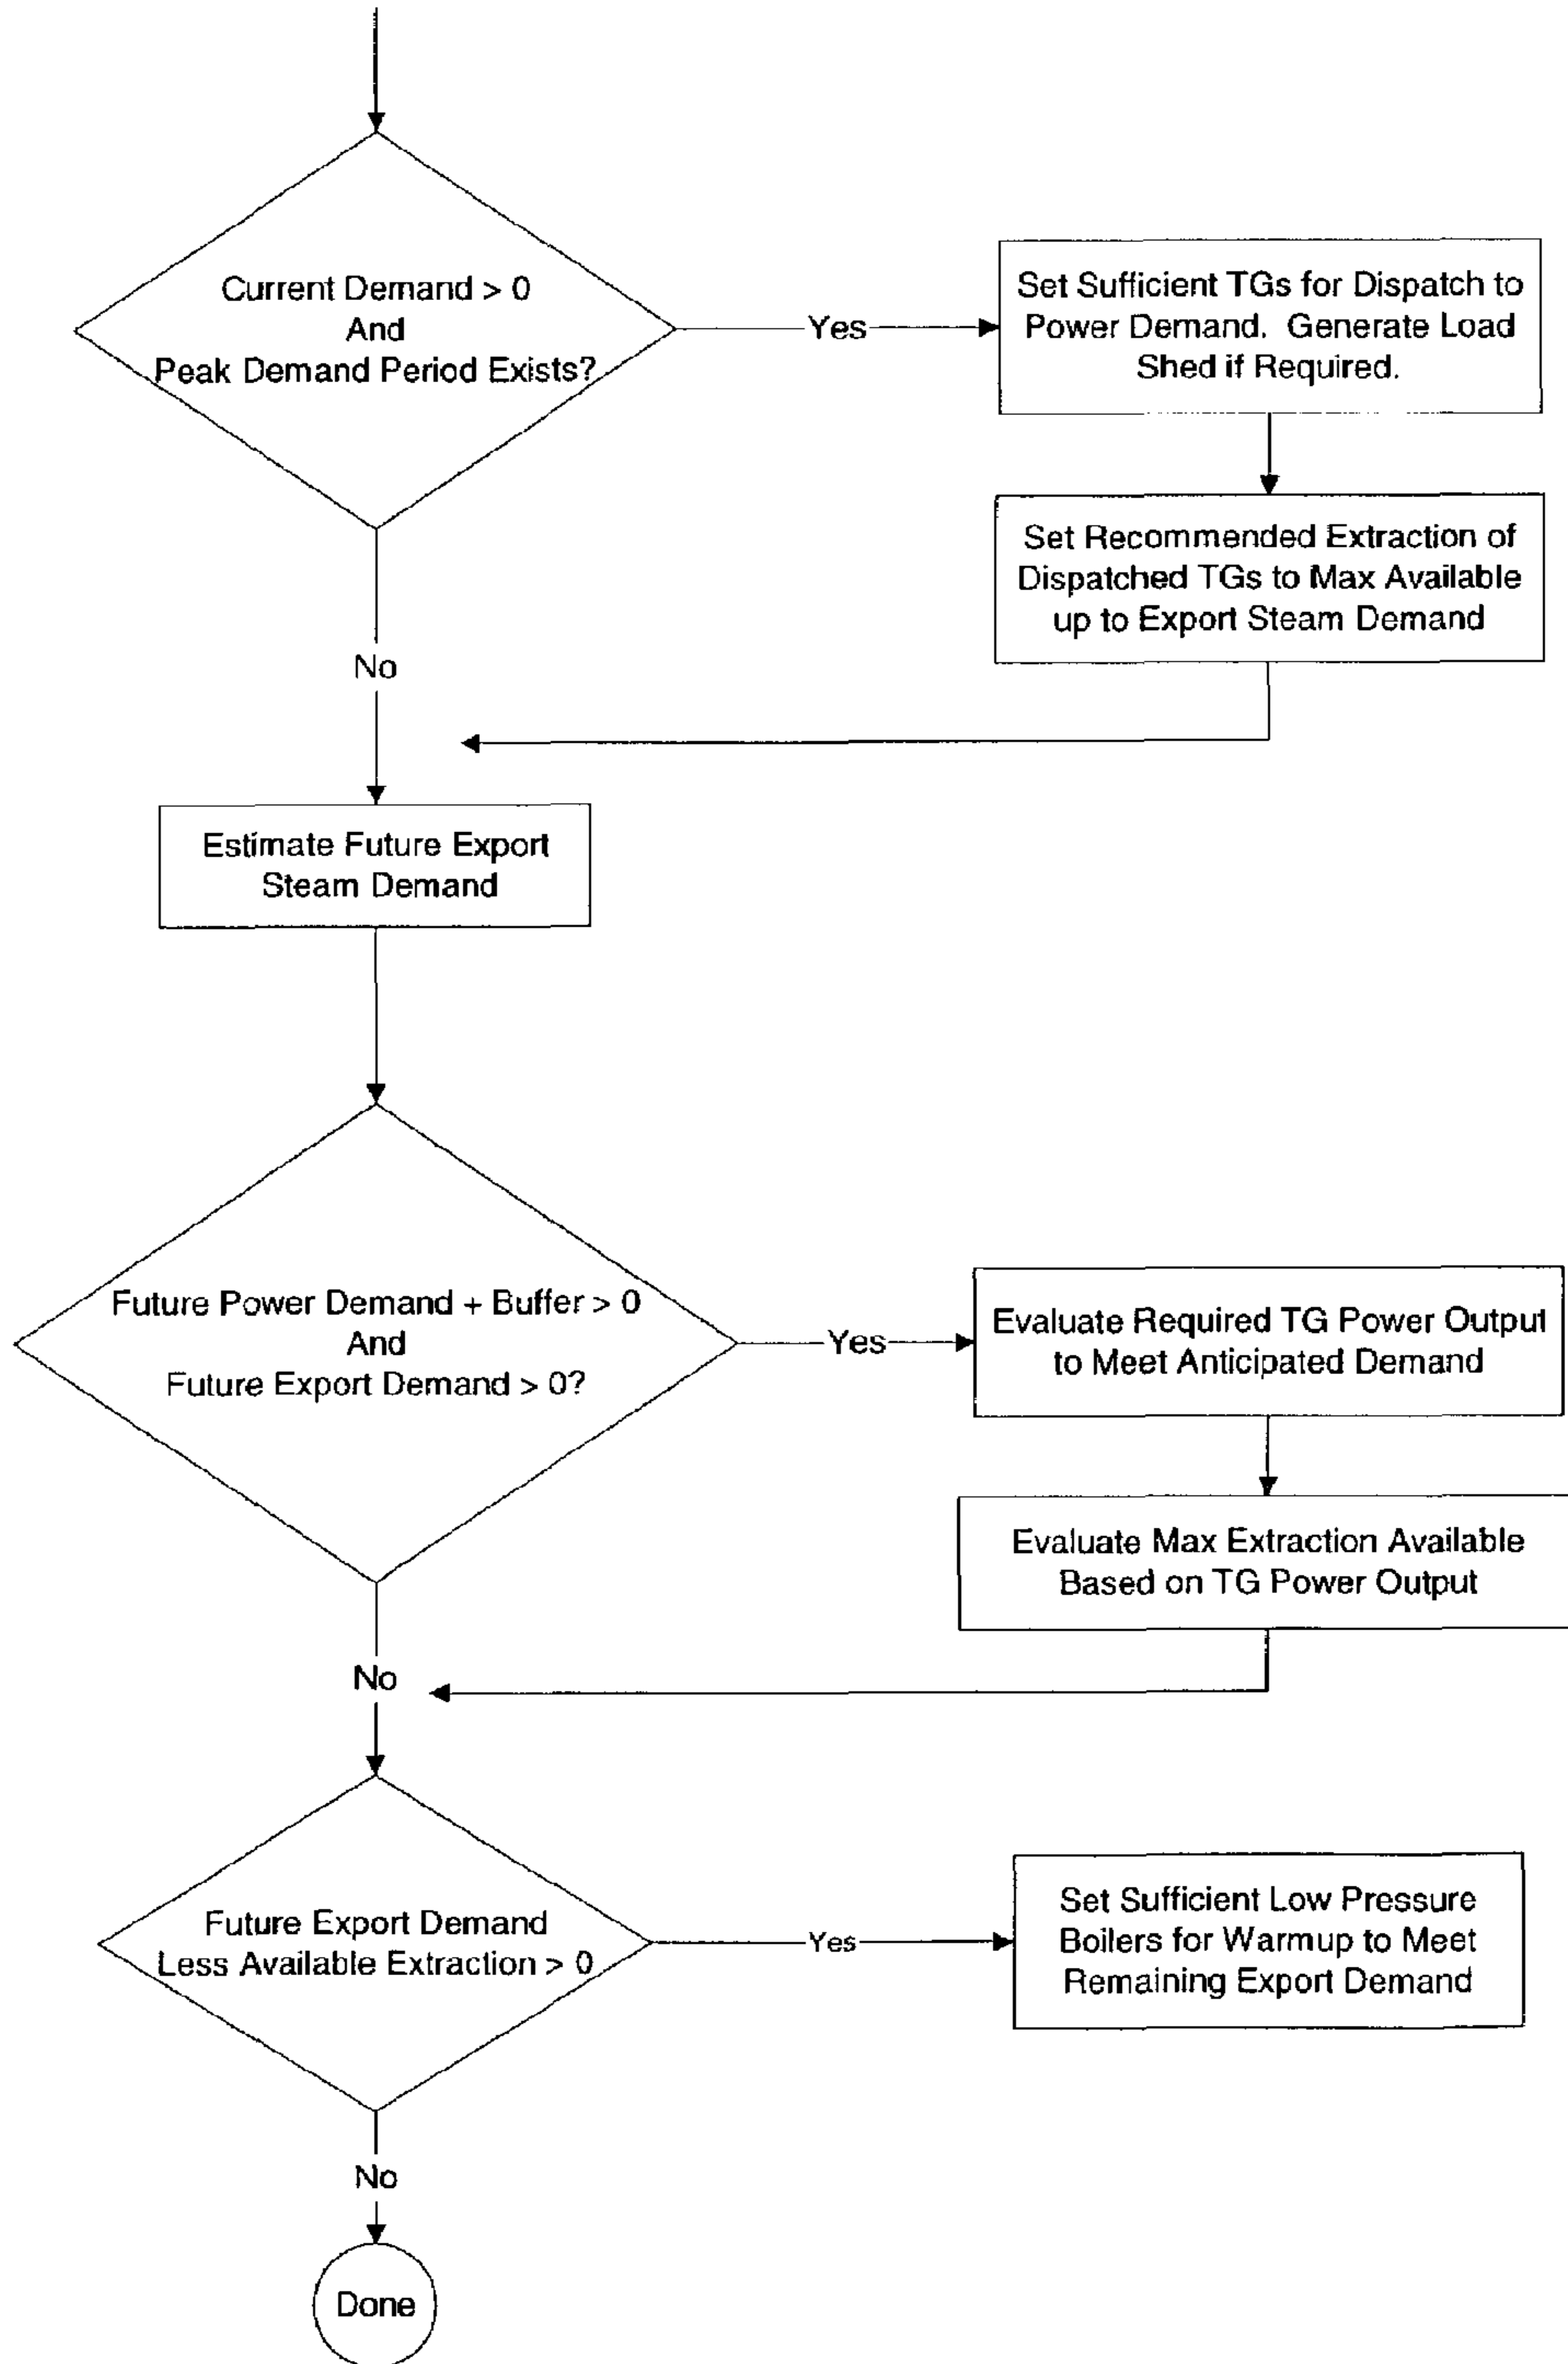 Current Demand > 0
And
Peak Demand Period Exists?
Yes
Set Sufficient TGs for Dispatch to
Power Demand. Generate Load
Shed if Required.
Set Recommended Extraction of
Dispatched TGs to Max Available
up to Export Steam Demand
No
Estimate Future Export
Steam Demand
Future Power Demand + Buffer > 0
And
Future Export Demand > 0?
Yes
Evaluate Required TG Power Output
to Meet Anticipated Demand
Evaluate Max Extraction Available
Based on TG Power Output
No
Future Export Demand
Less Available Extraction > 0
Yes
Set Sufficient Low Pressure
Boilers for Warmup to Meet
Remaining Export Demand
No
Done